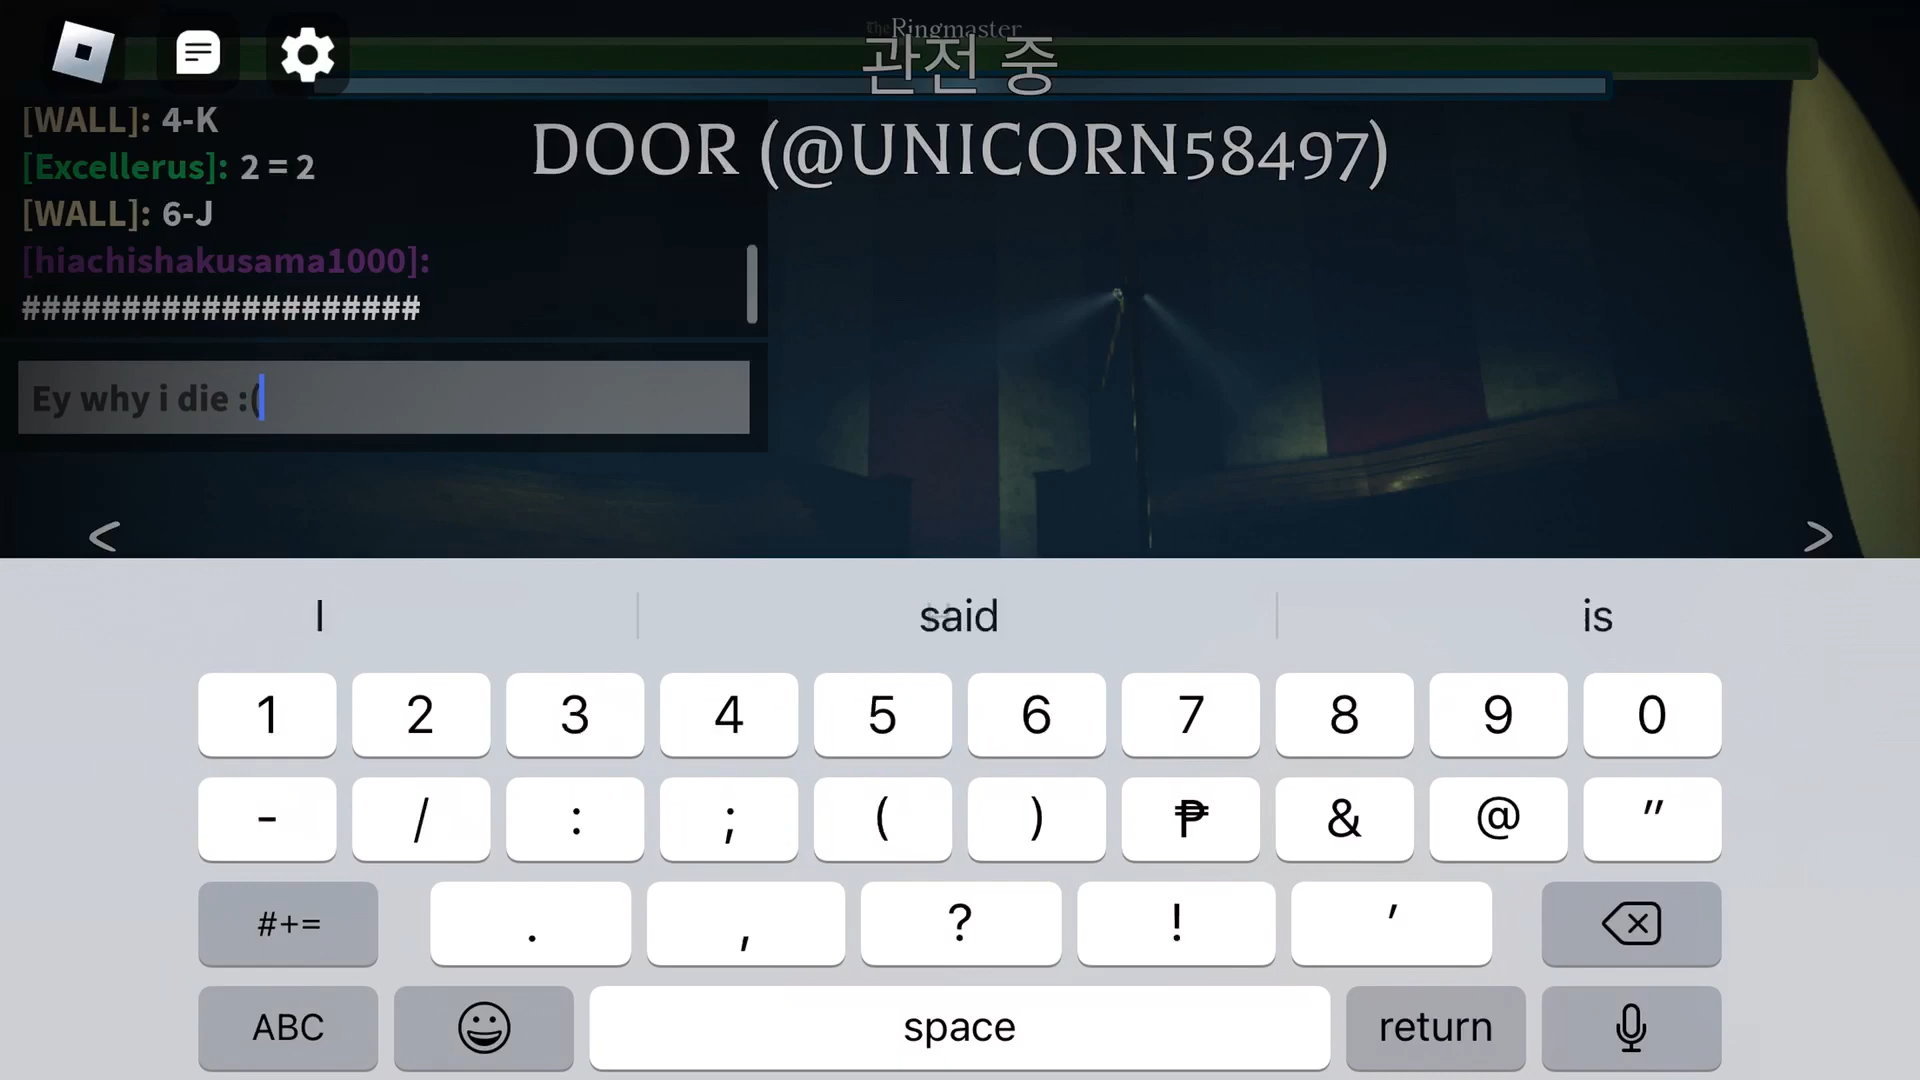 The Ringmaster
관전 중
DOOR (@UNICORN58497)
[WALL]: 4-K
[Excellerus]: 2 = 2
[WALL]: 6-J
[hiachishakusama1000]:
####################
Ey why i die :(
< >
I said is
1 2 3 4 5 6 7 8 9 0
- / : ; ( ) ₱ & @ "
#+= . , ? ! '
ABC space return